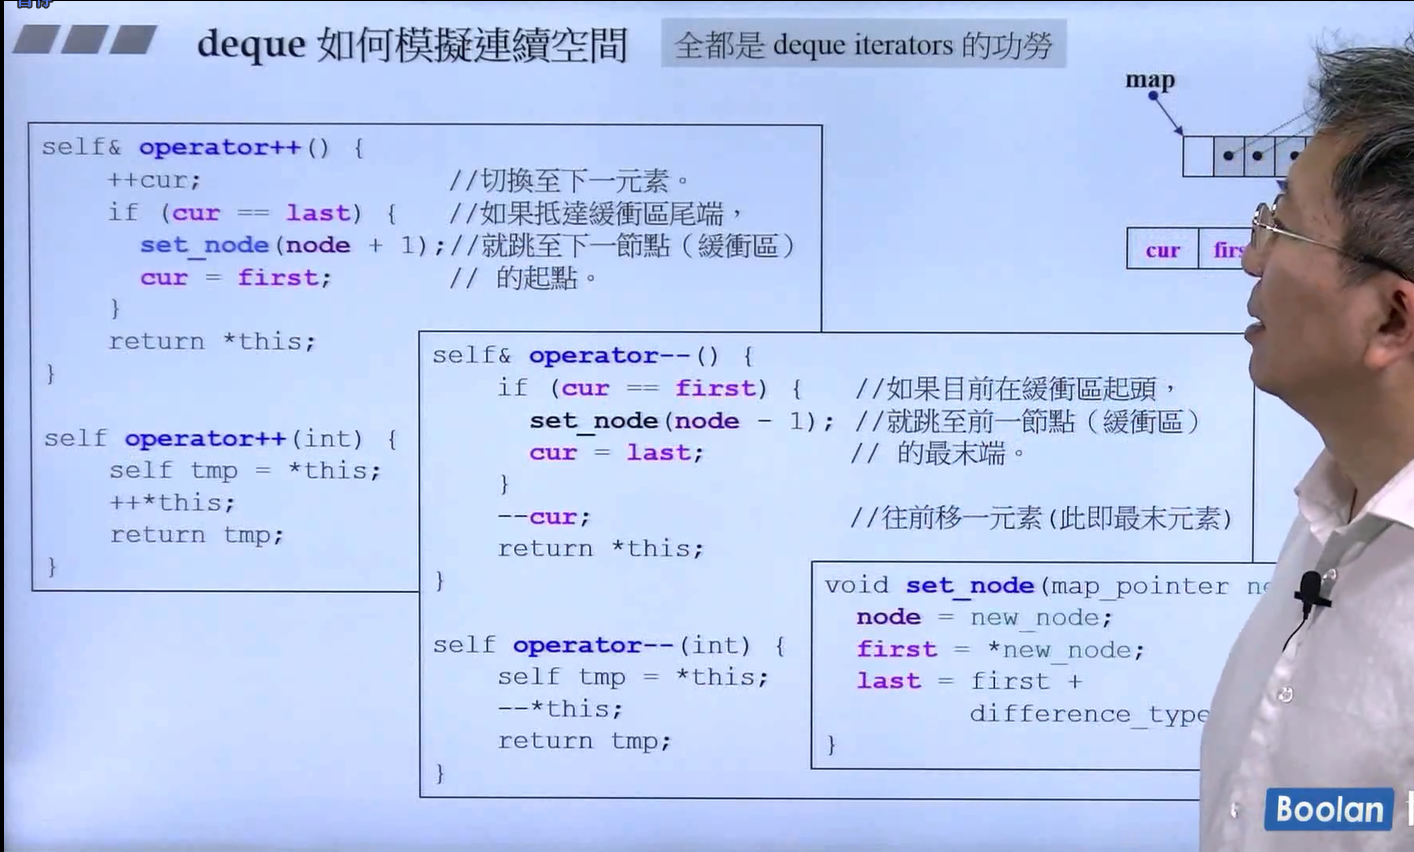 deque 如何模擬連續空間
全都是 deque iterators 的功勞
map
cur
self& operator++() {
++cur; //切換至下一元素。
if (cur == last) { //如果抵達緩衝區尾端，
set_node(node + 1);//就跳至下一節點（緩衝區）
cur = first; // 的起點。
}
return *this;
}
self operator++(int) {
self tmp = *this;
++*this;
return tmp;
}
self& operator--() {
if (cur == first) { //如果目前在緩衝區起頭，
set_node(node - 1); //就跳至前一節點（緩衝區）
cur = last; // 的最末端。
}
--cur; //往前移一元素(此即最末元素)
return *this;
}
self operator--(int) {
self tmp = *this;
--*this;
return tmp;
}
void set_node(map_pointer
node = new_node;
first = *new_node;
last = first +
difference_type
}
Boolan